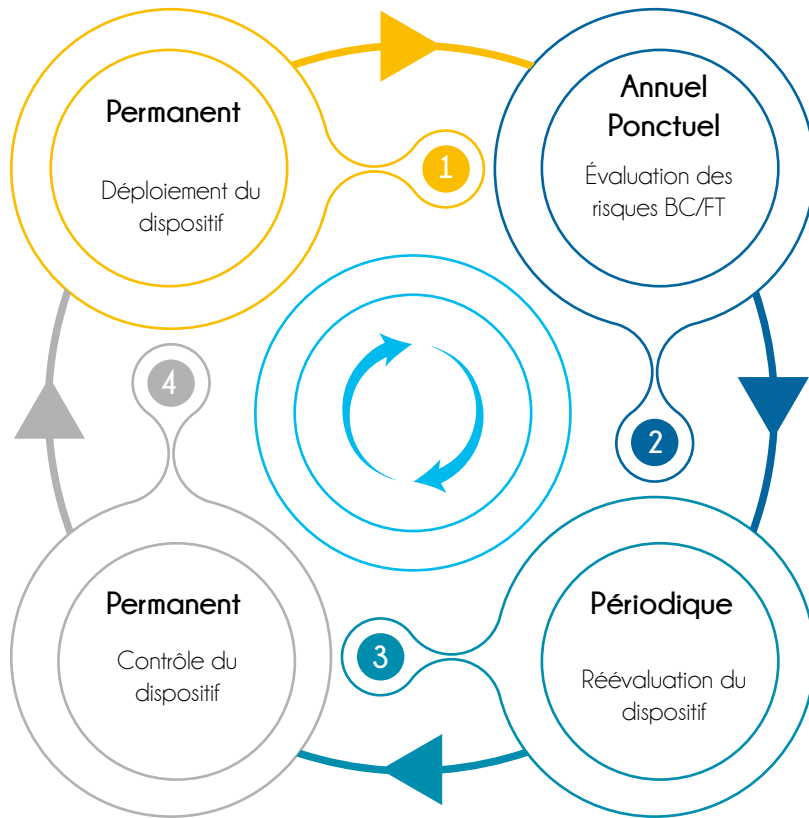 Permanent
Déploiement du
dispositif
1
Annuel
Ponctuel
Évaluation des
risques BC/FT
2
Périodique
Réévaluation du
dispositif
3
Permanent
Contrôle du
dispositif
4